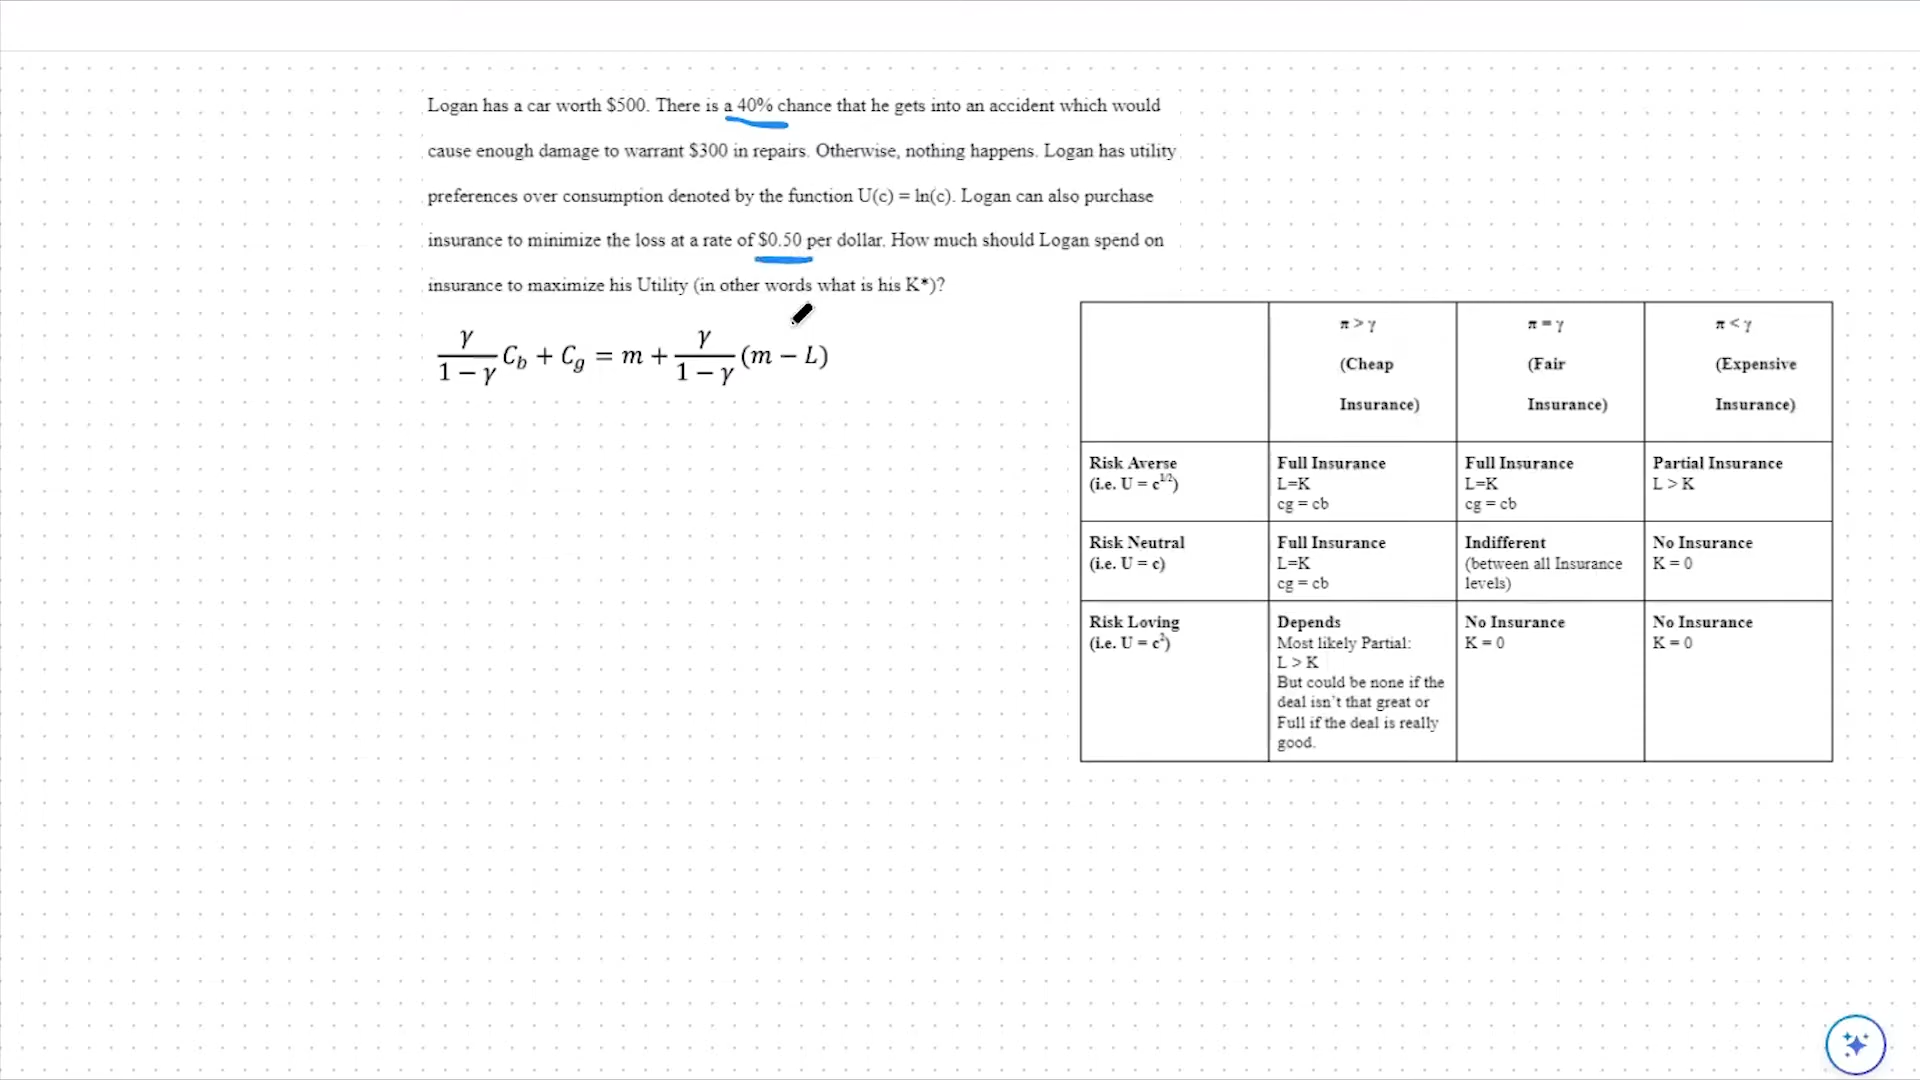 Logan has a car worth $500. There is a 40% chance that he gets into an accident which would
cause enough damage to warrant $300 in repairs. Otherwise, nothing happens. Logan has utility
preferences over consumption denoted by the function U(c) = ln(c). Logan can also purchase
insurance to minimize the loss at a rate of $0.50 per dollar. How much should Logan spend on
insurance to maximize his Utility (in other words what is his K*)?
γ/(1 − γ) C_b + C_g = m + γ/(1 − γ) (m − L)
π > γ
(Cheap
Insurance)
π = γ
(Fair
Insurance)
π < γ
(Expensive
Insurance)
Risk Averse
(i.e. U = c^1/2)
Full Insurance
L=K
cg = cb
Full Insurance
L=K
cg = cb
Partial Insurance
L > K
Risk Neutral
(i.e. U = c)
Full Insurance
L=K
cg = cb
Indifferent
(between all Insurance
levels)
No Insurance
K = 0
Risk Loving
(i.e. U = c²)
Depends
Most likely Partial:
L > K
But could be none if the
deal isn't that great or
Full if the deal is really
good.
No Insurance
K = 0
No Insurance
K = 0